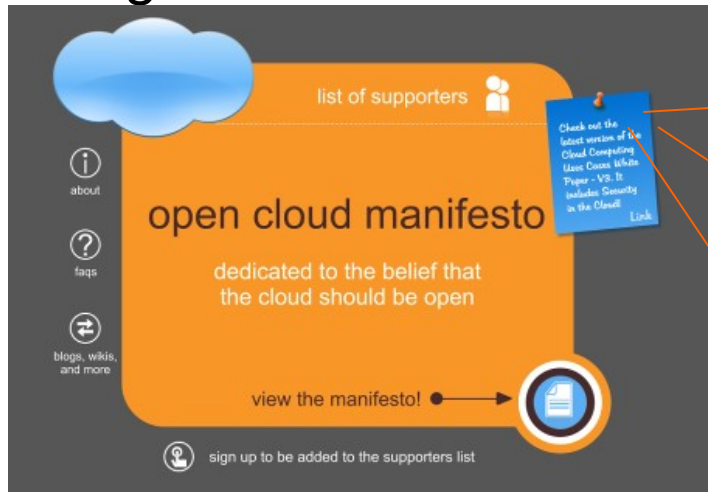 list of supporters
Check out the
latest version of the
Cloud Computing
Uses Cases White
Paper - V3. It
includes Security
in the Cloud!
Link
about
open cloud manifesto
faqs
dedicated to the belief that
the cloud should be open
blogs, wikis,
and more
view the manifesto!
sign up to be added to the supporters list